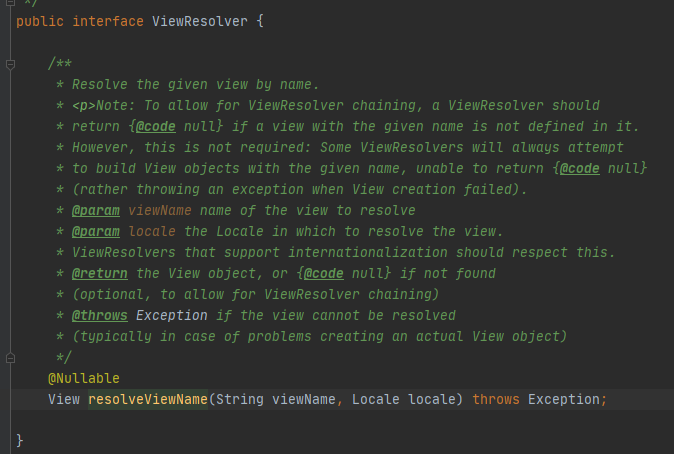 */
public interface ViewResolver {
/**
* Resolve the given view by name.
* <p>Note: To allow for ViewResolver chaining, a ViewResolver should
* return {@code null} if a view with the given name is not defined in it.
* However, this is not required: Some ViewResolvers will always attempt
* to build View objects with the given name, unable to return {@code null}
* (rather throwing an exception when View creation failed).
* @param viewName name of the view to resolve
* @param locale the Locale in which to resolve the view.
* ViewResolvers that support internationalization should respect this.
* @return the View object, or {@code null} if not found
* (optional, to allow for ViewResolver chaining)
* @throws Exception if the view cannot be resolved
* (typically in case of problems creating an actual View object)
*/
@Nullable
View resolveViewName(String viewName, Locale locale) throws Exception;
}